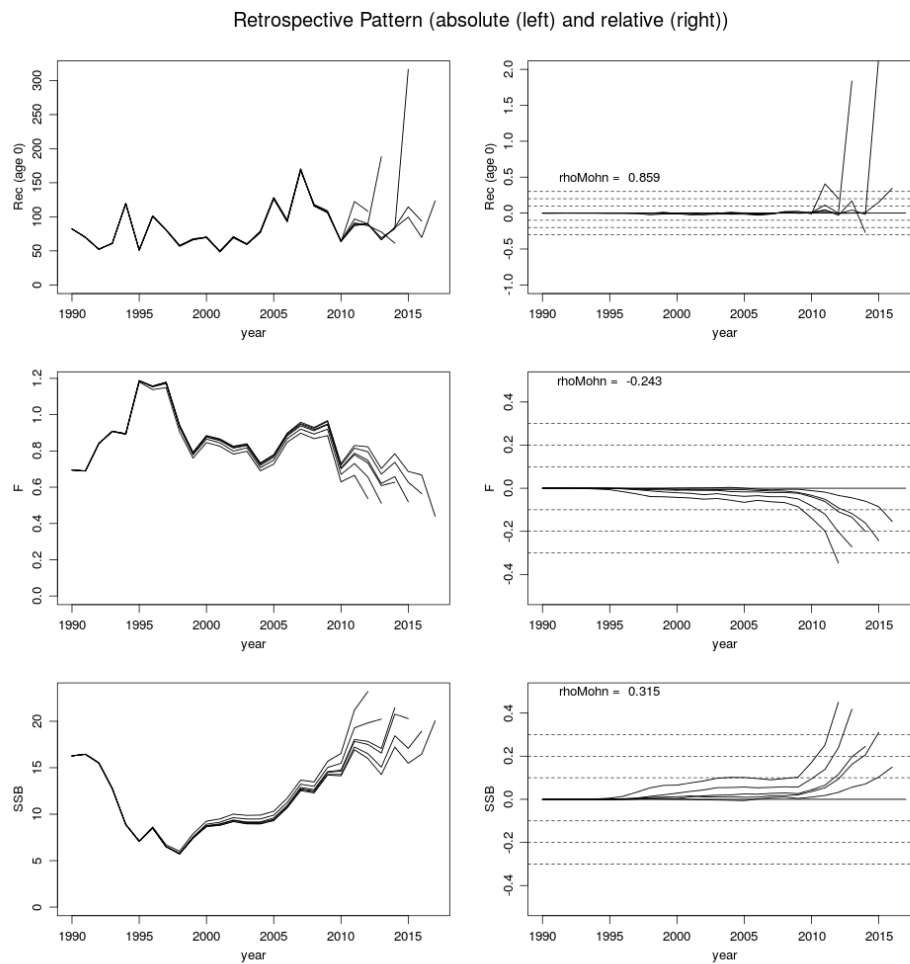 Retrospective Pattern (absolute (left) and relative (right))
Rec (age 0)
0 50 100 150 200 250 300
1990 1995 2000 2005 2010 2015
year
Rec (age 0)
-1.0 -0.5 0.0 0.5 1.0 1.5 2.0
rhoMohn = 0.859
1990 1995 2000 2005 2010 2015
year
F
0.0 0.2 0.4 0.6 0.8 1.0 1.2
1990 1995 2000 2005 2010 2015
year
F
-0.4 -0.2 0.0 0.2 0.4
rhoMohn = -0.243
1990 1995 2000 2005 2010 2015
year
SSB
0 5 10 15 20
1990 1995 2000 2005 2010 2015
year
SSB
-0.4 -0.2 0.0 0.2 0.4
rhoMohn = 0.315
1990 1995 2000 2005 2010 2015
year